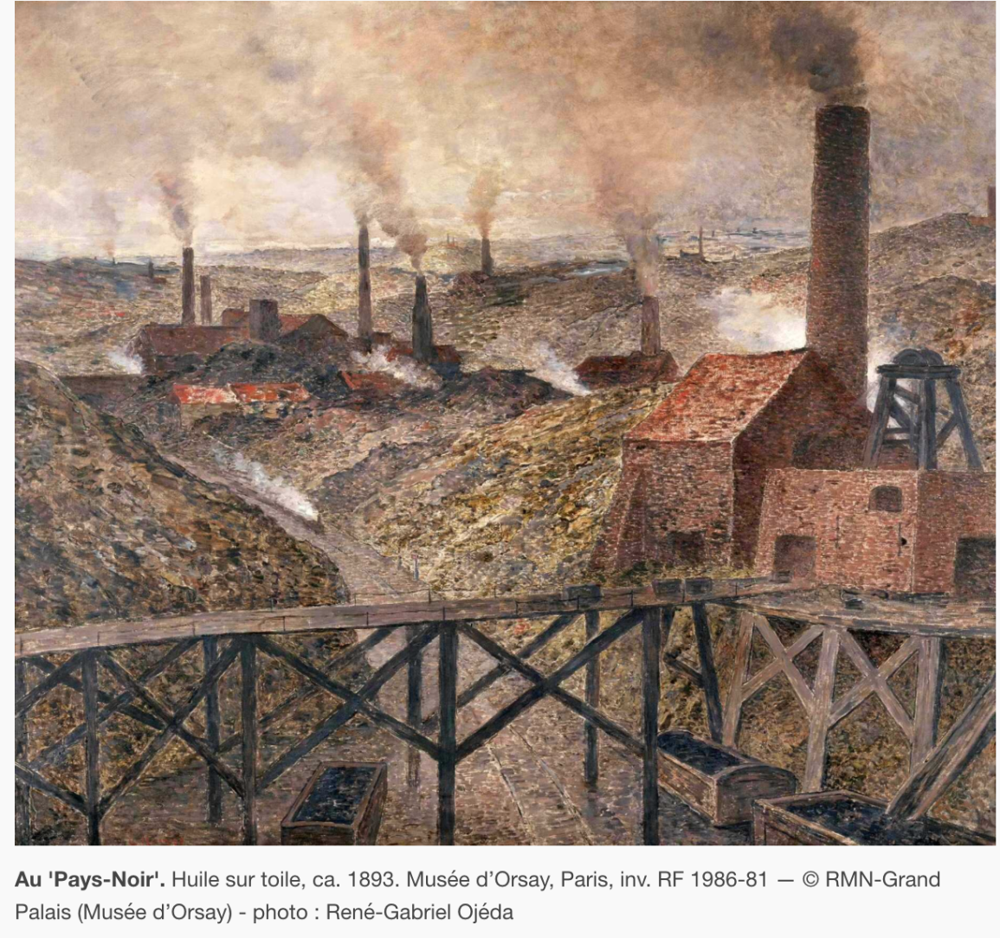 Au 'Pays-Noir'. Huile sur toile, ca. 1893. Musée d’Orsay, Paris, inv. RF 1986-81 — © RMN-Grand
Palais (Musée d’Orsay) - photo : René-Gabriel Ojéda